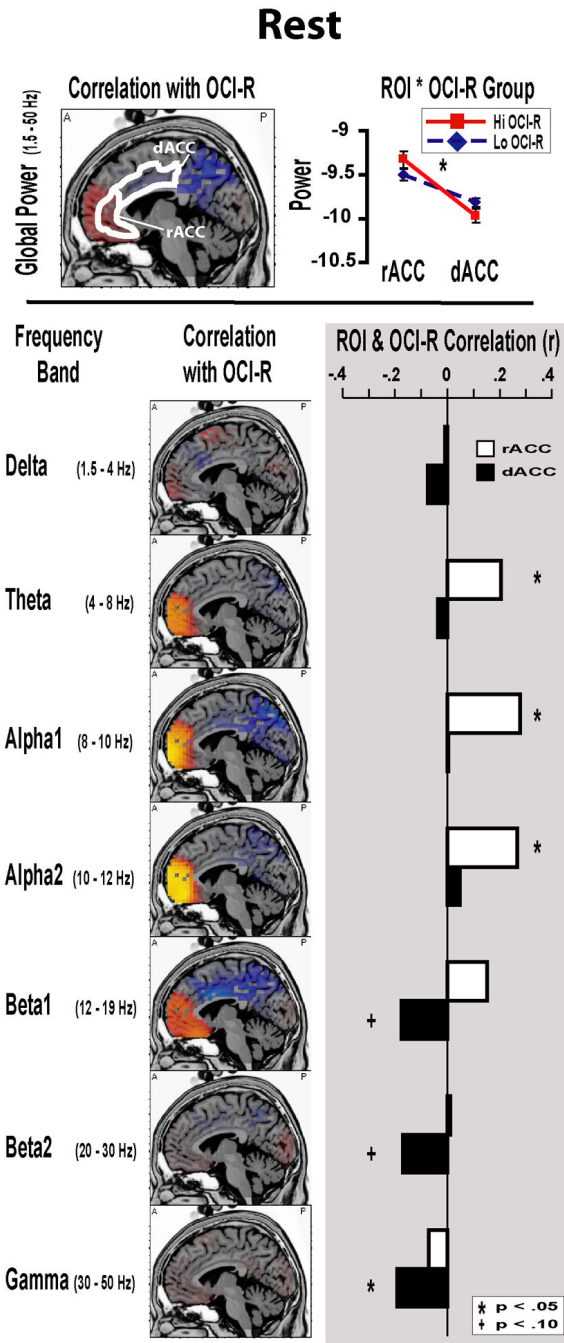 Rest
Correlation with OCI-R
ROI * OCI-R Group
Global Power (1.5 - 50 Hz)
A
P
dACC
rACC
Hi OCI-R
Lo OCI-R
Power
-9
-9.5
-10
-10.5
*
rACC
dACC
Frequency
Band
Correlation
with OCI-R
ROI & OCI-R Correlation (r)
-.4
-.2
0
.2
.4
rACC
dACC
A
P
Delta (1.5 - 4 Hz)
A
P
Theta (4 - 8 Hz)
*
A
P
Alpha1 (8 - 10 Hz)
*
A
P
Alpha2 (10 - 12 Hz)
*
A
P
Beta1 (12 - 19 Hz)
+
A
P
Beta2 (20 - 30 Hz)
+
A
P
Gamma (30 - 50 Hz)
*
* p < .05
+ p < .10